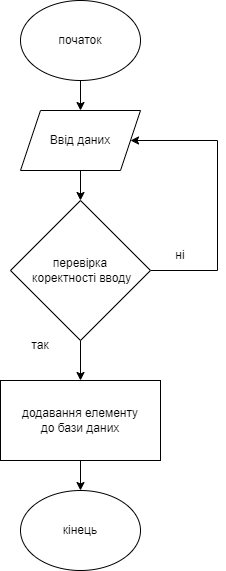 початок
Ввід даних
перевірка
коректності вводу
ні
так
додавання елементу
до бази даних
кінець